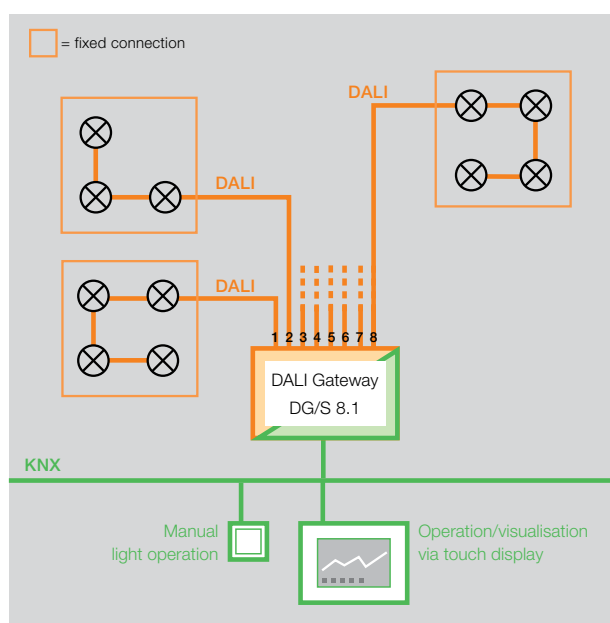 = fixed connection
DALI
DALI
DALI
1 2 3 4 5 6 7 8
DALI Gateway
DG/S 8.1
KNX
Manual
light operation
Operation/visualisation
via touch display